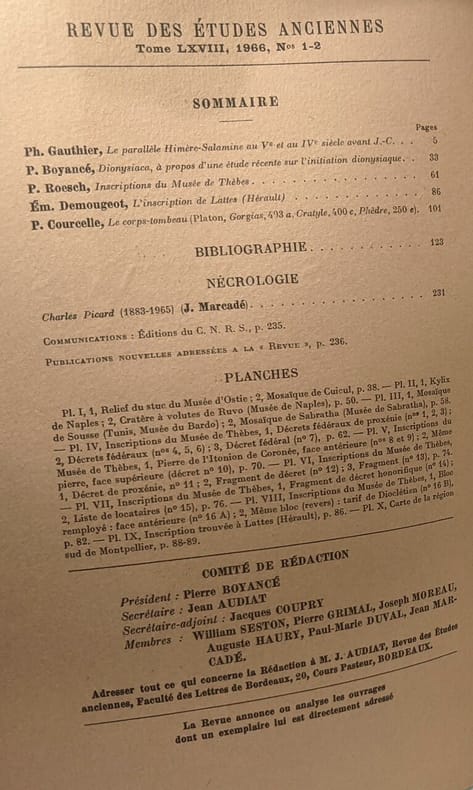 REVUE DES ÉTUDES ANCIENNES
Tome LXVIII, 1966, Nos 1-2
SOMMAIRE
Pages
Ph. Gauthier, Le parallèle Himère-Salamine au Ve et au IVe siècle avant J.-C. . . 5
P. Boyancé, Dionysiaca, à propos d'une étude récente sur l'initiation dionysiaque. . 33
P. Roesch, Inscriptions du Musée de Thèbes . . . . . . . . . . . . . . . 61
Ém. Demougeot, L'inscription de Lattes (Hérault) . . . . . . . . . . . . 86
P. Courcelle, Le corps-tombeau (Platon, Gorgias, 493 a, Cratyle, 400 c, Phèdre, 250 c). 101
BIBLIOGRAPHIE. . . . . . . . . . . . . 123
NÉCROLOGIE
Charles Picard (1883-1965) (J. Marcadé). . . . . . . . . . . . . . . . . 231
COMMUNICATIONS : Éditions du C. N. R. S., p. 235.
PUBLICATIONS NOUVELLES ADRESSÉES A LA « REVUE », p. 236.
PLANCHES
Pl. I, 1, Relief du stuc du Musée d'Ostie ; 2, Mosaïque de Cuicul, p. 38. — Pl. II, 1, Kylix
de Naples ; 2, Cratère à volutes de Ruvo (Musée de Naples), p. 50. — Pl. III, 1, Mosaïque
de Sousse (Tunis, Musée du Bardo) ; 2, Mosaïque de Sabratha (Musée de Sabratha), p. 58.
— Pl. IV, Inscriptions du Musée de Thèbes, 1, Décrets fédéraux de proxénie (nos 1, 2, 3) ;
2, Décrets fédéraux (nos 4, 5, 6) ; 3, Décret fédéral (no 7), p. 62. — Pl. V, Inscriptions du
Musée de Thèbes, 1, Pierre de l'Itonion de Coronée, face antérieure (nos 8 et 9) ; 2, Même
pierre, face supérieure (décret no 10), p. 70. — Pl. VI, Inscriptions du Musée de Thèbes,
1, Décret de proxénie, no 11 ; 2, Fragment de décret (no 12) ; 3, Fragment (no 13), p. 74.
— Pl. VII, Inscriptions du Musée de Thèbes, 1, Fragment de décret honorifique (no 14) ;
2, Liste de locataires (no 15), p. 76. — Pl. VIII, Inscriptions du Musée de Thèbes, 1, Bloc
remployé : face antérieure (no 16 A) ; 2, Même bloc (revers) : tarif de Dioclétien (no 16 B),
p. 82. — Pl. IX, Inscription trouvée à Lattes (Hérault), p. 86. — Pl. X, Carte de la région
sud de Montpellier, p. 88-89.
COMITÉ DE RÉDACTION
Président : Pierre BOYANCÉ
Secrétaire : Jean AUDIAT
Secrétaire-adjoint : Jacques COUPRY
Membres : William SESTON, Pierre GRIMAL, Joseph MOREAU,
Auguste HAURY, Paul-Marie DUVAL, Jean MAR-
CADÉ.
Adresser tout ce qui concerne la Rédaction à M. J. AUDIAT, Revue des Études
anciennes, Faculté des Lettres de Bordeaux, 20, Cours Pasteur, BORDEAUX.
La Revue annonce ou analyse les ouvrages
dont un exemplaire lui est directement adressé